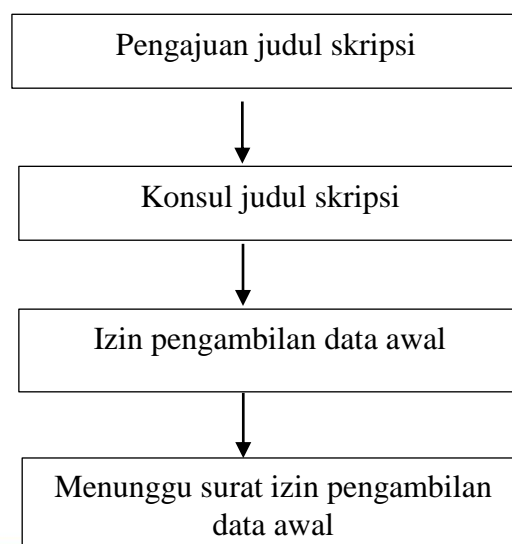 Pengajuan judul skripsi
Konsul judul skripsi
Izin pengambilan data awal
Menunggu surat izin pengambilan
data awal